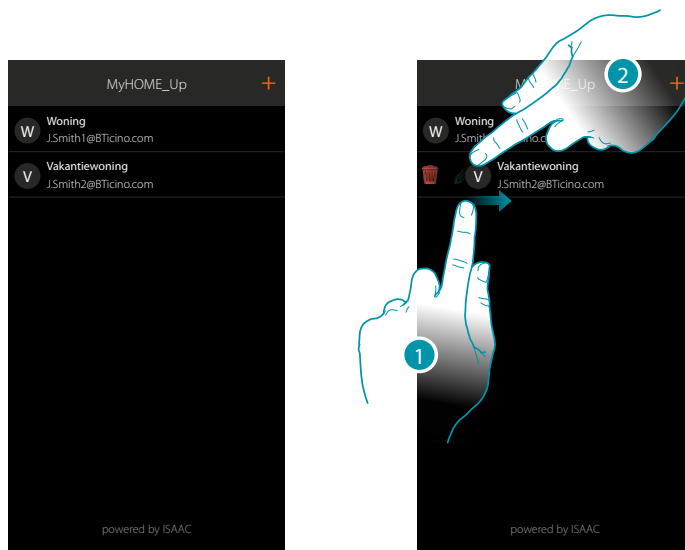 MyHOME_Up
+
W
Woning
J.Smith1@BTicino.com
V
Vakantiewoning
J.Smith2@BTicino.com
powered by ISAAC
2
E_Up
+
W
Woning
V
Vakantiewoning
J.Smith2@BTicino.com
1
powered by ISAAC